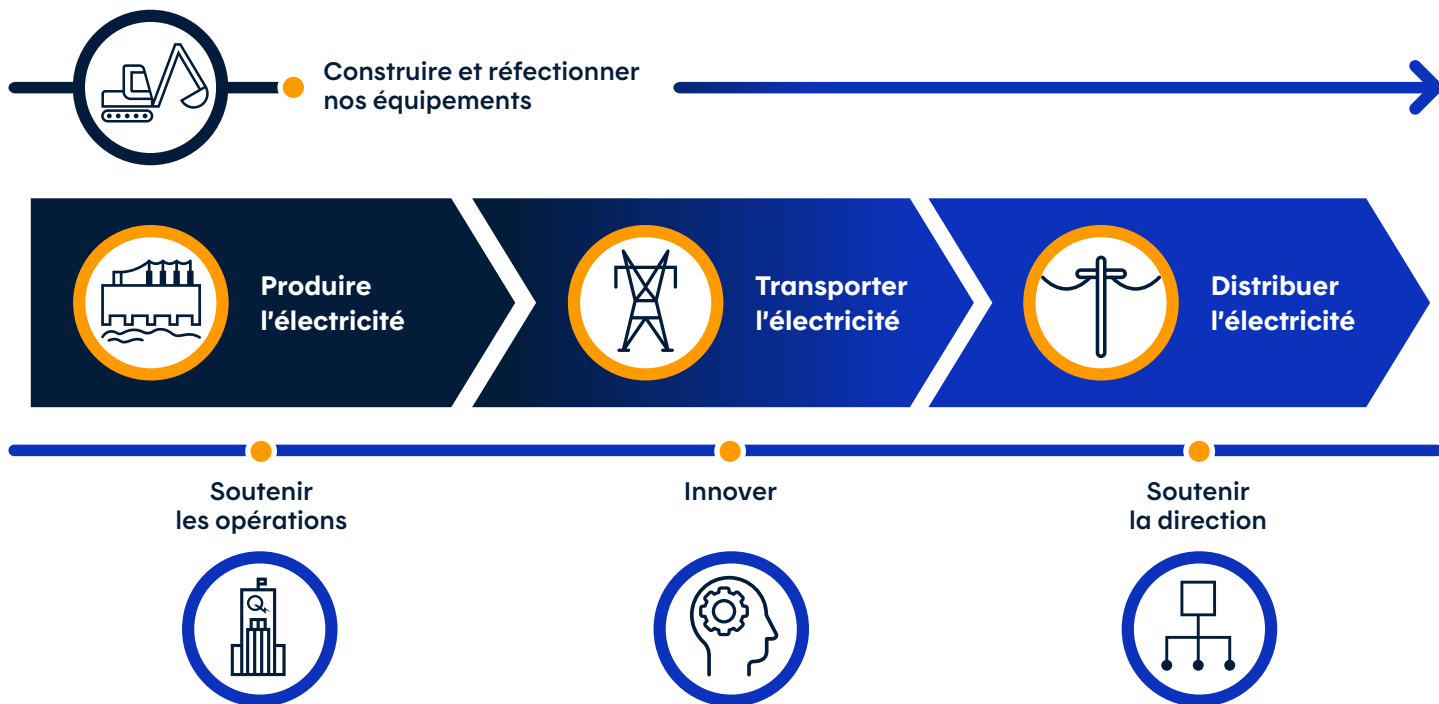 Construire et réfectionner
nos équipements
Produire
l'électricité
Transporter
l'électricité
Distribuer
l'électricité
Soutenir
les opérations
Innover
Soutenir
la direction